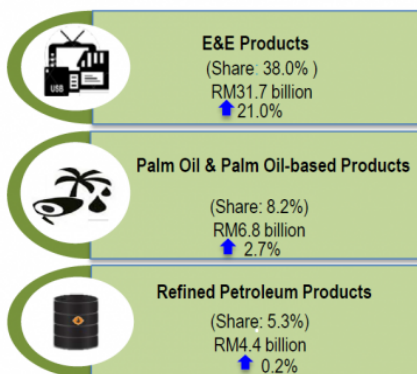 E&E Products
(Share: 38.0% )
RM31.7 billion
21.0%
USB
Palm Oil & Palm Oil-based Products
(Share: 8.2%)
RM6.8 billion
2.7%
Refined Petroleum Products
(Share: 5.3%)
RM4.4 billion
0.2%